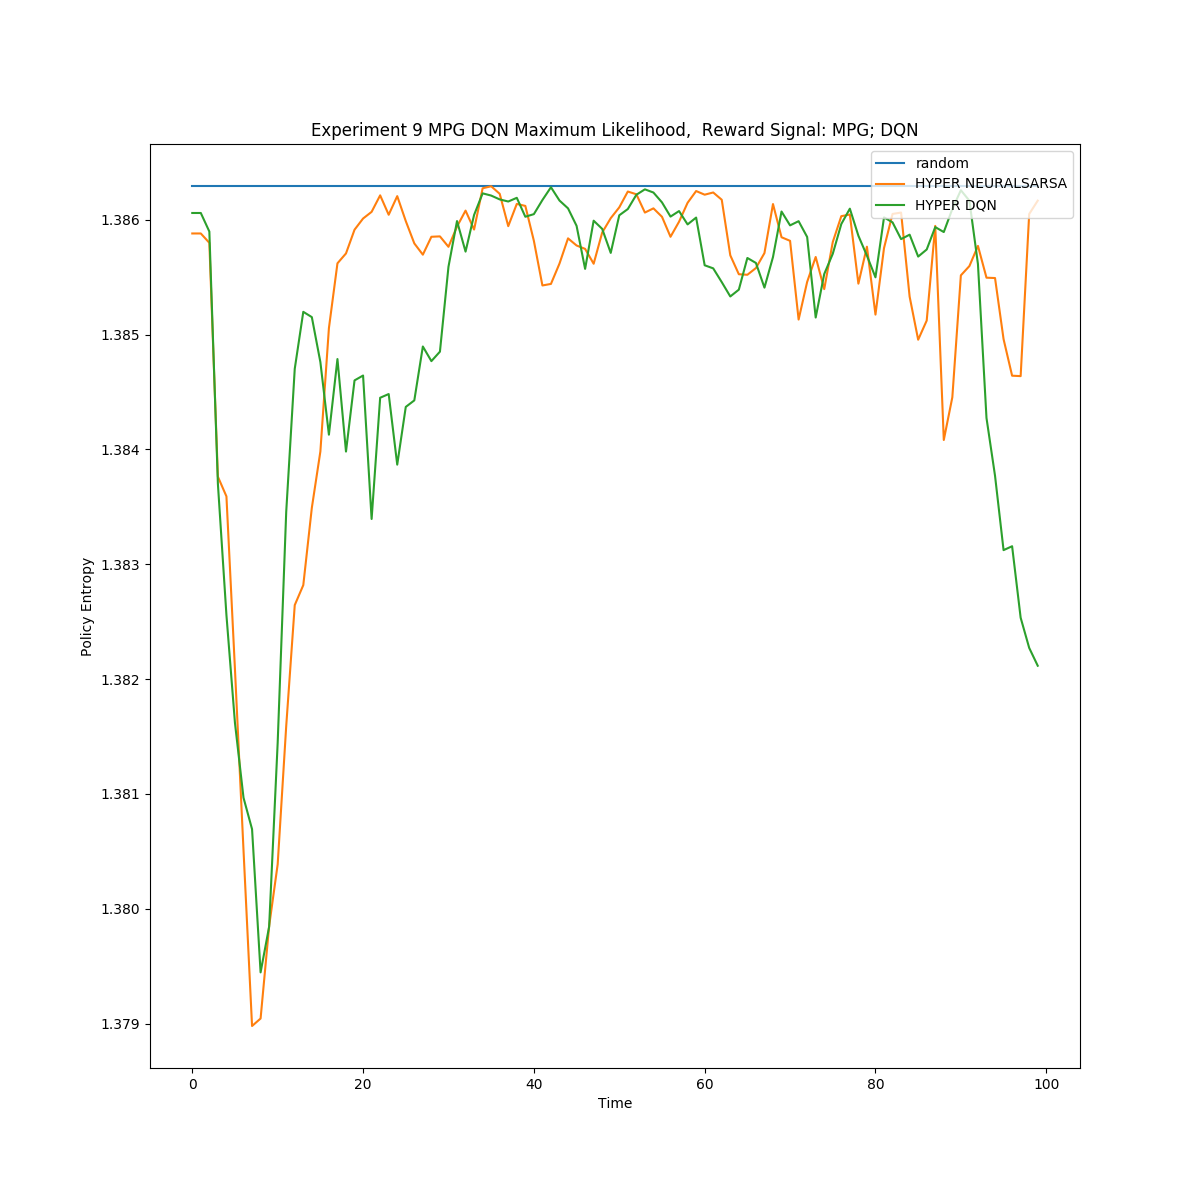 Experiment 9 MPG DQN Maximum Likelihood,  Reward Signal: MPG; DQN
random
HYPER NEURALSARSA
HYPER DQN
Policy Entropy
1.386
1.385
1.384
1.383
1.382
1.381
1.380
1.379
0 20 40 60 80 100
Time